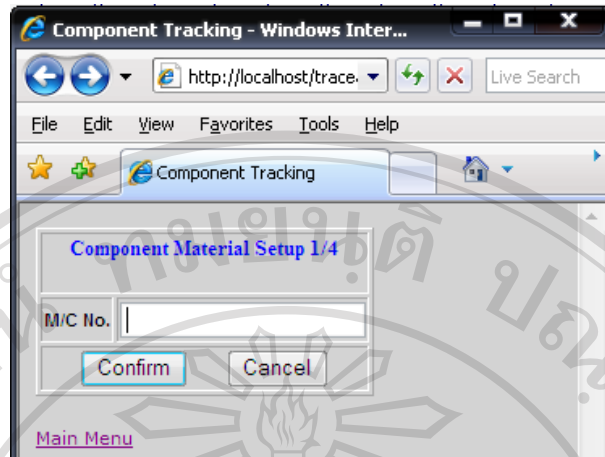 Component Tracking - Windows Inter...
http://localhost/trace
Live Search
File Edit View Favorites Tools Help
Component Tracking
Component Material Setup 1/4
M/C No.
Confirm Cancel
Main Menu